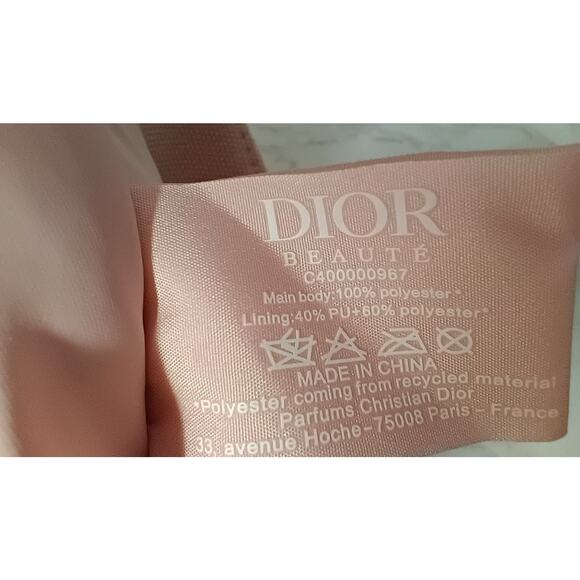 DIOR
BEAUTÉ
C400000967
Main body:100% polyester*
Lining:40% PU+60% polyester*
MADE IN CHINA
*Polyester coming from recycled material
Parfums Christian Dior
33, avenue Hoche-75008 Paris - France